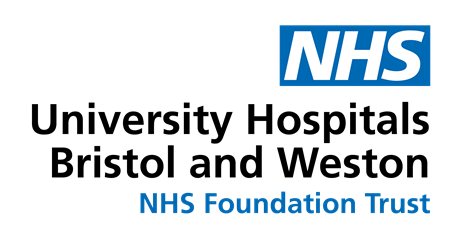 NHS
University Hospitals
Bristol and Weston
NHS Foundation Trust